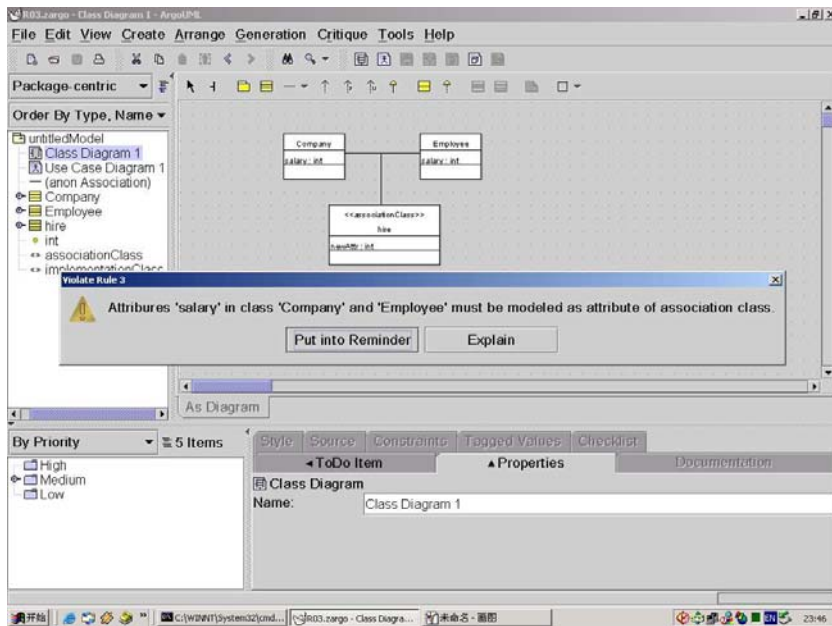 R03.zargo - Class Diagram 1 - ArgoUML
File Edit View Create Arrange Generation Critique Tools Help
Package-centric
Order By Type, Name
untitledModel
Class Diagram 1
Use Case Diagram 1
(anon Association)
Company
Employee
hire
int
associationClass
implementationClass
Company
salary : int
Employee
salary : int
<<associationClass>>
hire
newAttr : int
Violate Rule 3
Attribures 'salary' in class 'Company' and 'Employee' must be modeled as attribute of association class.
Put into Reminder
Explain
As Diagram
By Priority
5 Items
High
Medium
Low
Style Source Constraints Tagged Values Checklist
ToDo Item
Properties
Documentation
Class Diagram
Name:
Class Diagram 1
开始
C:\WINNT\System32\cmd...
R03.zargo - Class Diagra...
未命名 - 画图
EN
23:46